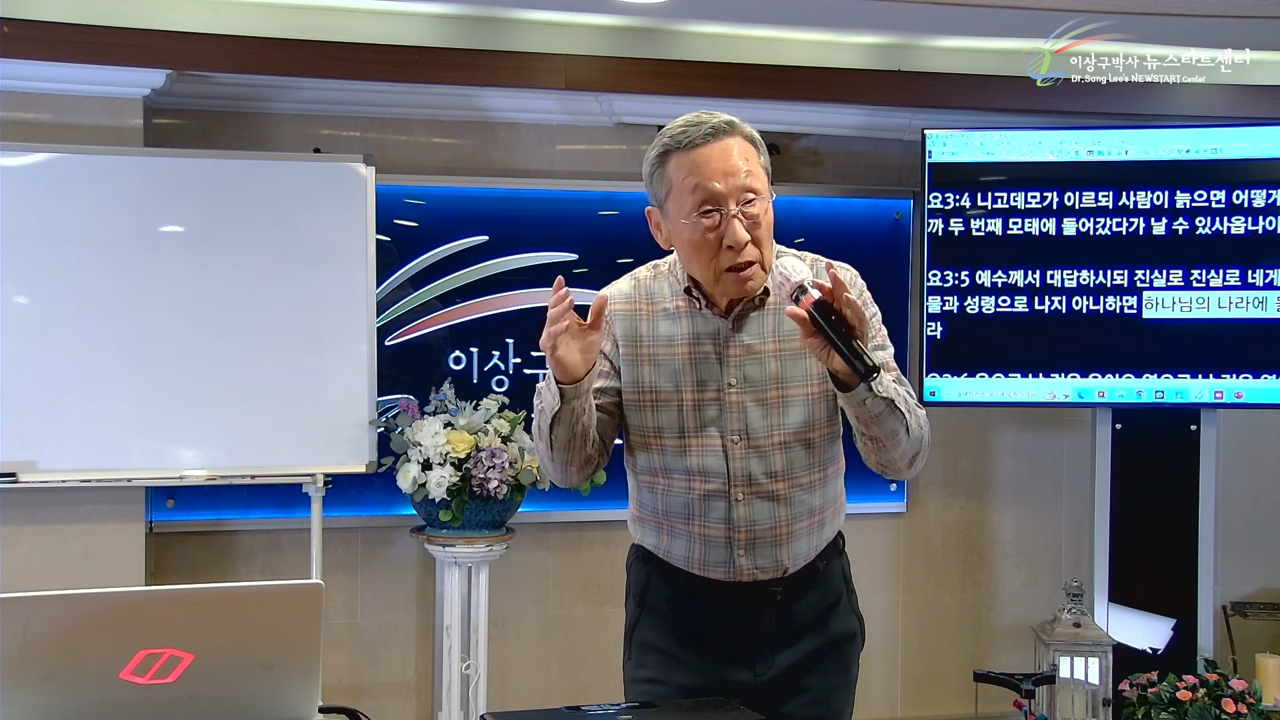 이상구박사 뉴스타트센터
Dr. Sang Lee's NEWSTART Center
요3:4 니고데모가 이르되 사람이 늙으면 어떻게
까 두 번째 모태에 들어갔다가 날 수 있사옵나이
요3:5 예수께서 대답하시되 진실로 진실로 네게
물과 성령으로 나지 아니하면 하나님의 나라에
라
이상구